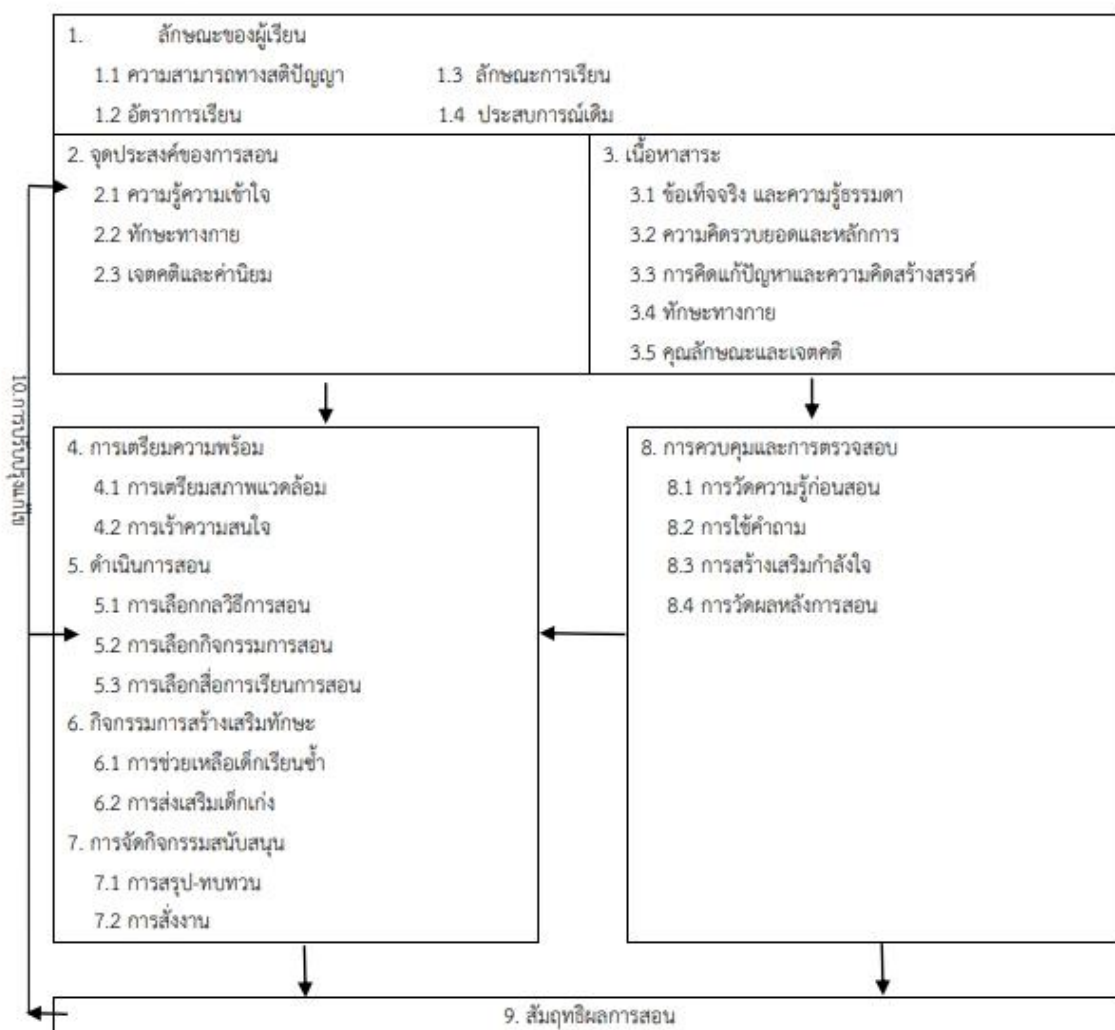 1. ลักษณะของผู้เรียน
1.1 ความสามารถทางสติปัญญา 1.3 ลักษณะการเรียน
1.2 อัตราการเรียน 1.4 ประสบการณ์เดิม
2. จุดประสงค์ของการสอน
2.1 ความรู้ความเข้าใจ
2.2 ทักษะทางกาย
2.3 เจตคติและค่านิยม
3. เนื้อหาสาระ
3.1 ข้อเท็จจริง และความรู้ธรรมดา
3.2 ความคิดรวบยอดและหลักการ
3.3 การคิดแก้ปัญหาและความคิดสร้างสรรค์
3.4 ทักษะทางกาย
3.5 คุณลักษณะและเจตคติ
10.การปรับปรุงแก้ไข
4. การเตรียมความพร้อม
4.1 การเตรียมสภาพแวดล้อม
4.2 การเร้าความสนใจ
5. ดำเนินการสอน
5.1 การเลือกกลวิธีการสอน
5.2 การเลือกกิจกรรมการสอน
5.3 การเลือกสื่อการเรียนการสอน
6. กิจกรรมการสร้างเสริมทักษะ
6.1 การช่วยเหลือเด็กเรียนช้ำ
6.2 การส่งเสริมเด็กเก่ง
7. การจัดกิจกรรมสนับสนุน
7.1 การสรุป-ทบทวน
7.2 การสั่งงาน
8. การควบคุมและการตรวจสอบ
8.1 การวัดความรู้ก่อนสอน
8.2 การใช้คำถาม
8.3 การสร้างเสริมกำลังใจ
8.4 การวัดผลหลังการสอน
9. สัมฤทธิผลการสอน